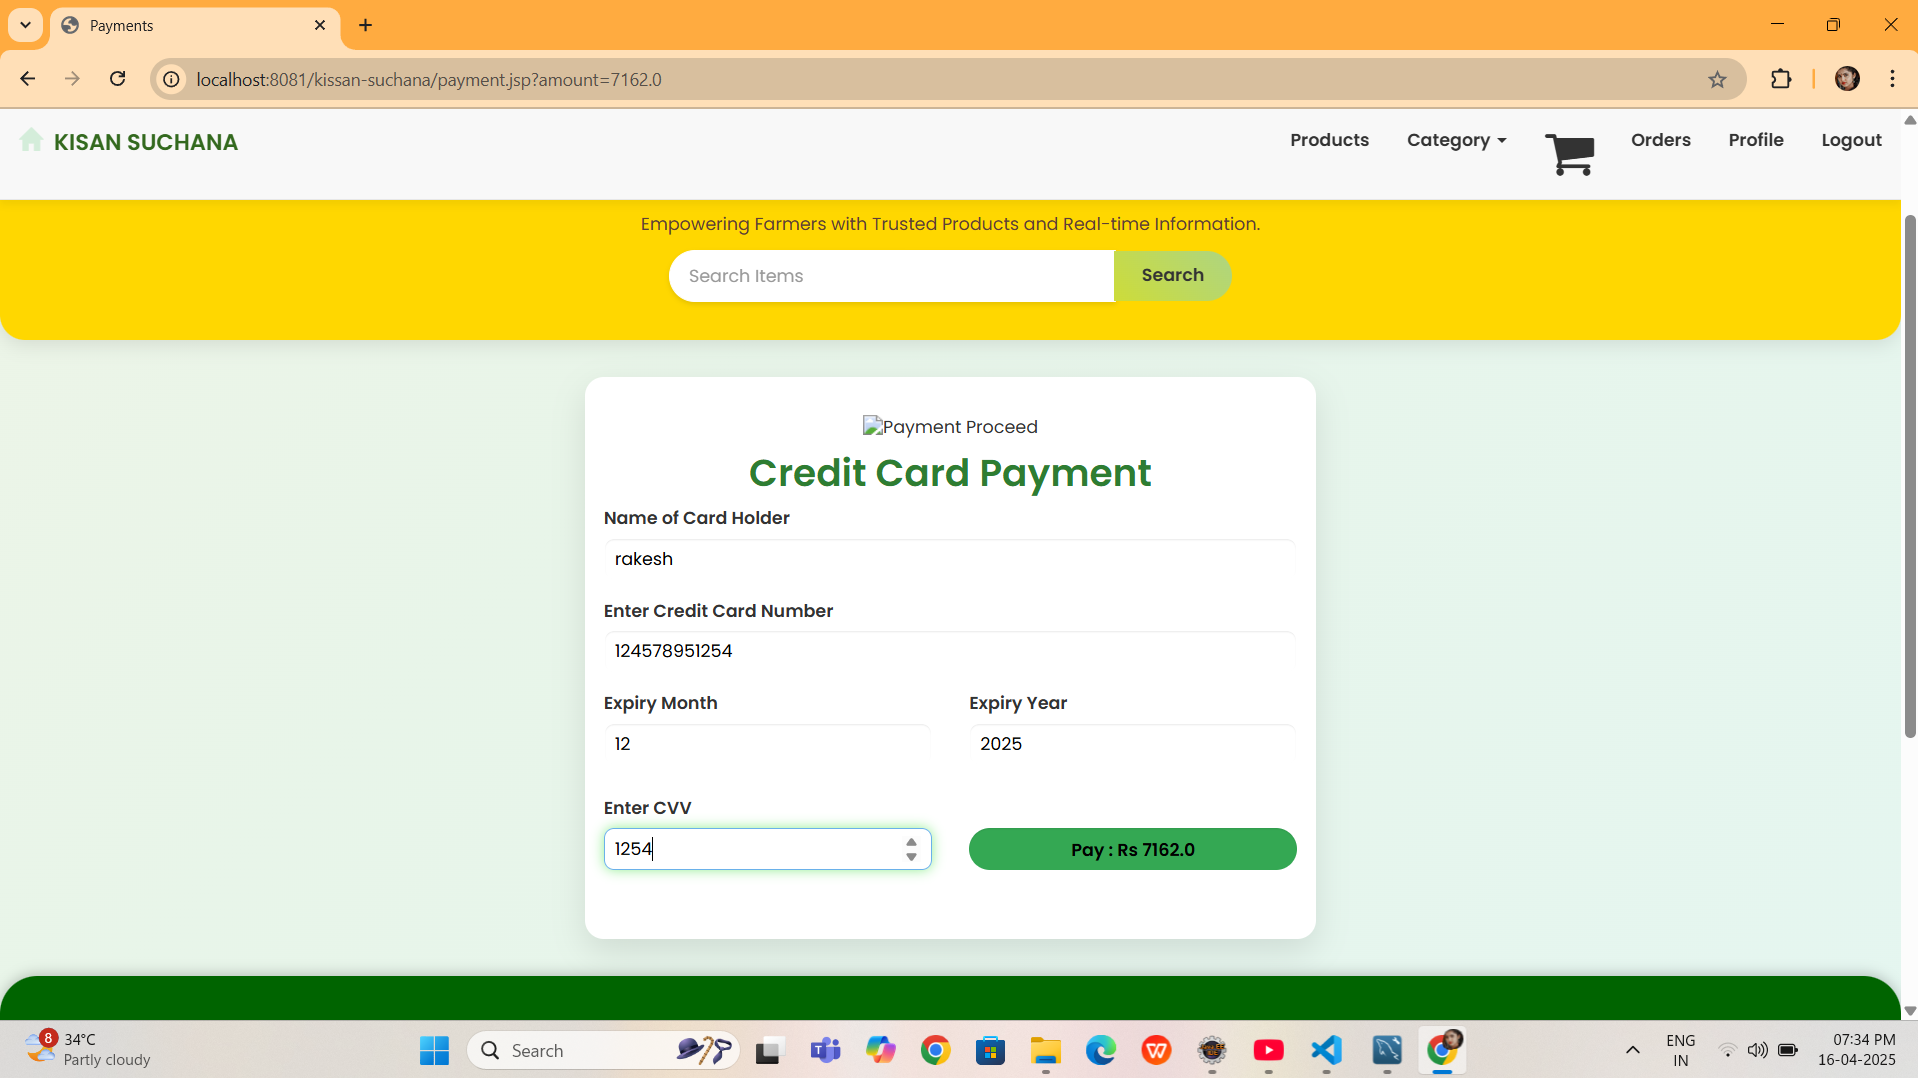 Payments
localhost:8081/kissan-suchana/payment.jsp?amount=7162.0
KISAN SUCHANA
Products Category Orders Profile Logout
Empowering Farmers with Trusted Products and Real-time Information.
Search Items Search
Payment Proceed
Credit Card Payment
Name of Card Holder
rakesh
Enter Credit Card Number
124578951254
Expiry Month Expiry Year
12 2025
Enter CVV
1254 Pay : Rs 7162.0
8 34°C
Partly cloudy
Search
ENG
IN
07:34 PM
16-04-2025